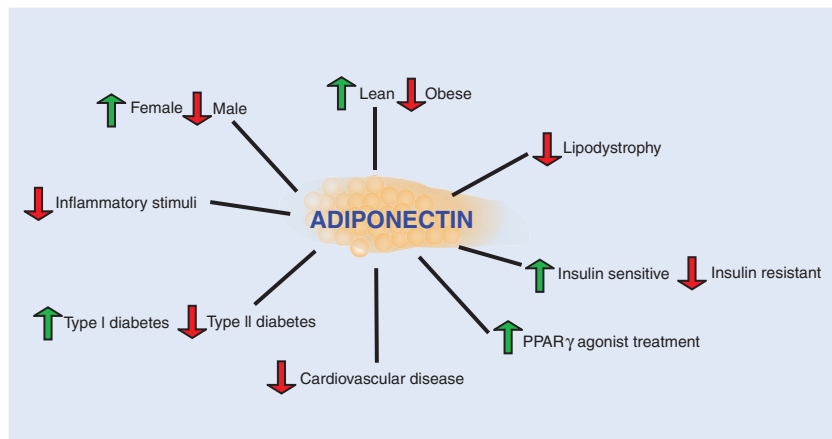 Lean Obese
Female Male
Lipodystrophy
Inflammatory stimuli
ADIPONECTIN
Insulin sensitive Insulin resistant
Type I diabetes Type II diabetes
PPARγ agonist treatment
Cardiovascular disease